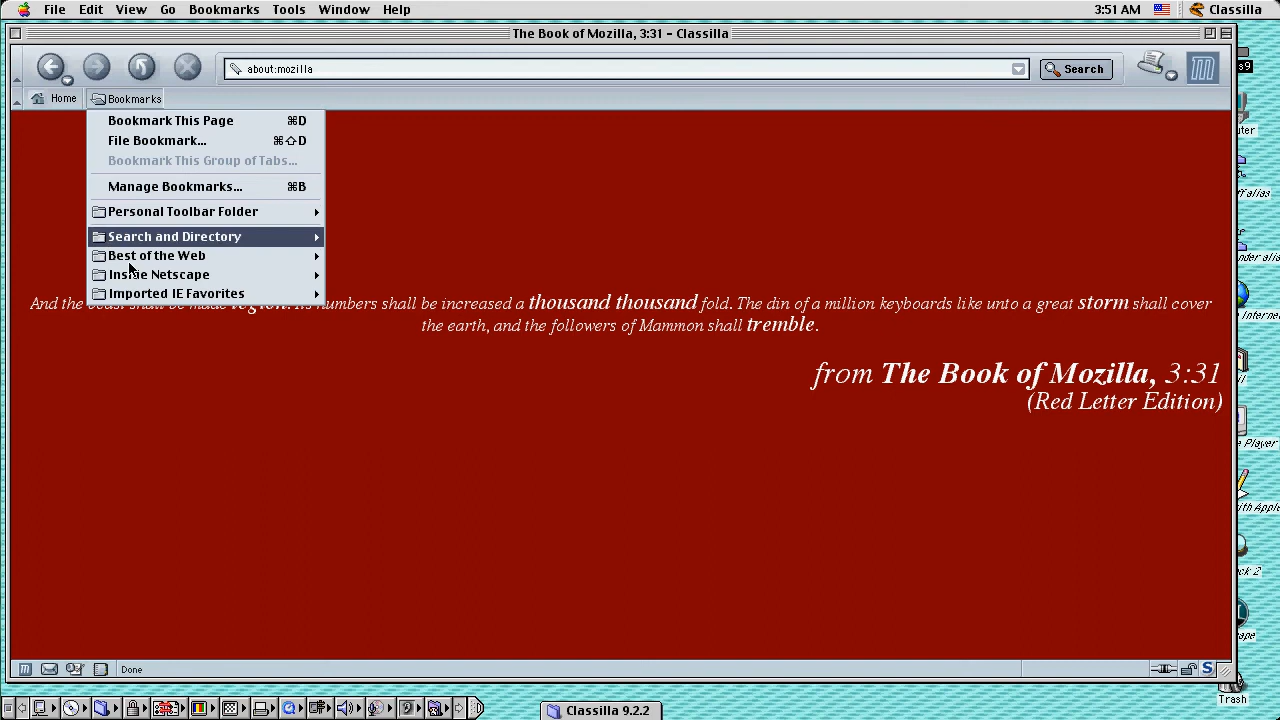 File Edit View Go Bookmarks Tools Window Help 3:51 AM Classilla
The Book of Mozilla, 3:31 - Classilla
about:mozilla Search
Home Bookmarks
Bookmark This Page ⌘D
File Bookmark... ⌘⇧D
Bookmark This Group of Tabs...
Manage Bookmarks... ⌘B
Personal Toolbar Folder
Search and Directory
of the Web
Netscape
Imported IE Favorites
And the numbers shall be increased a thousand thousand fold. The din of a million keyboards like unto a great storm shall cover
the earth, and the followers of Mammon shall tremble.
from The Book of Mozilla, 3:31
(Red Letter Edition)
Done
Trash
Classilla 9.2.2